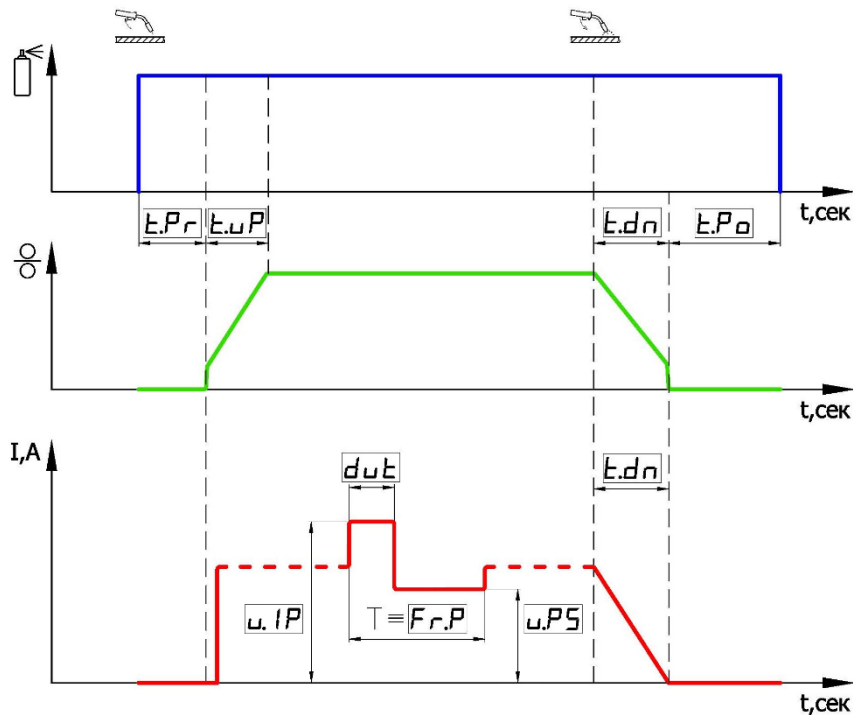 t,сек
t.Pr
t.uP
t.dn
t.Po
t,сек
I,A
dut
t.dn
u.1P
T ≡ Fr.P
u.PS
t,сек